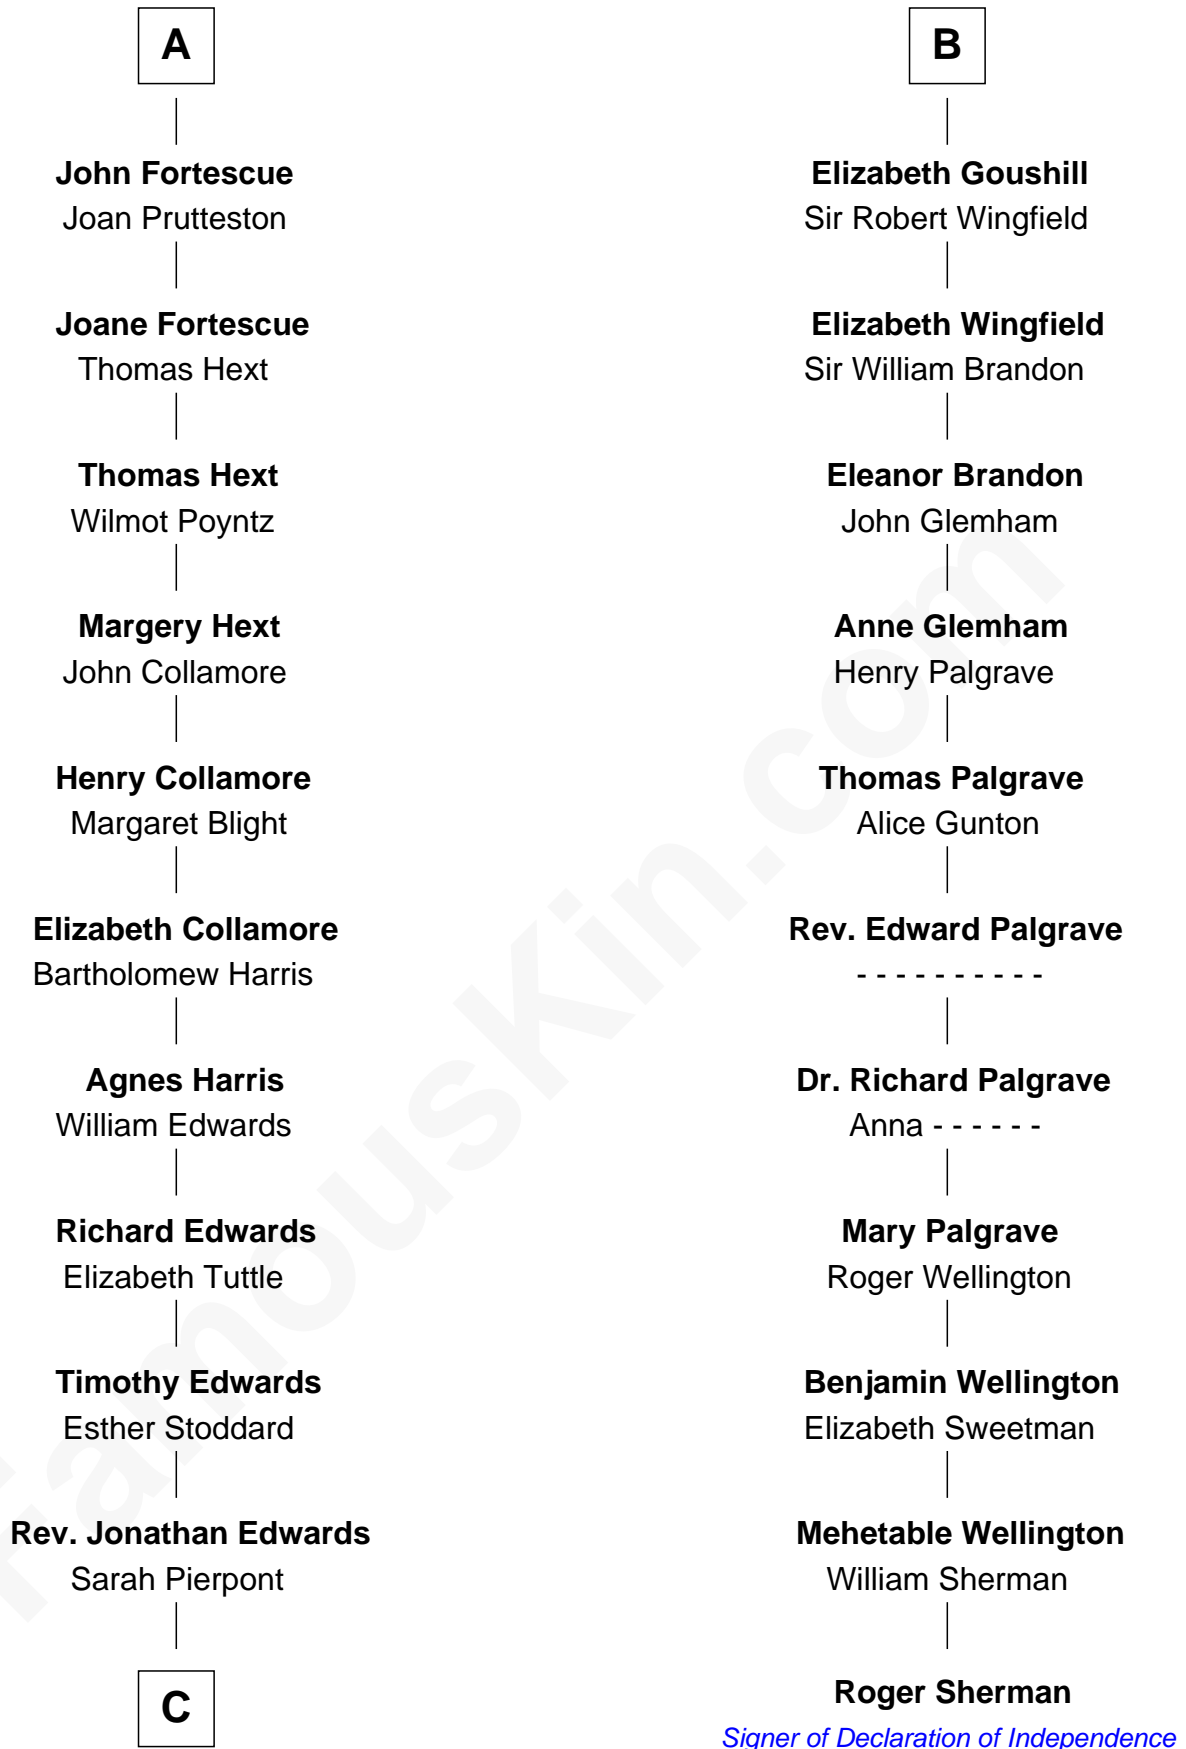 A
John Fortescue
Joan Prutteston
Joane Fortescue
Thomas Hext
Thomas Hext
Wilmot Poyntz
Margery Hext
John Collamore
Henry Collamore
Margaret Blight
Elizabeth Collamore
Bartholomew Harris
Agnes Harris
William Edwards
Richard Edwards
Elizabeth Tuttle
Timothy Edwards
Esther Stoddard
Rev. Jonathan Edwards
Sarah Pierpont
C
B
Elizabeth Goushill
Sir Robert Wingfield
Elizabeth Wingfield
Sir William Brandon
Eleanor Brandon
John Glemham
Anne Glemham
Henry Palgrave
Thomas Palgrave
Alice Gunton
Rev. Edward Palgrave
- - - - - - - - - -
Dr. Richard Palgrave
Anna - - - - - -
Mary Palgrave
Roger Wellington
Benjamin Wellington
Elizabeth Sweetman
Mehetable Wellington
William Sherman
Roger Sherman
Signer of Declaration of Independence
FamousKin.com